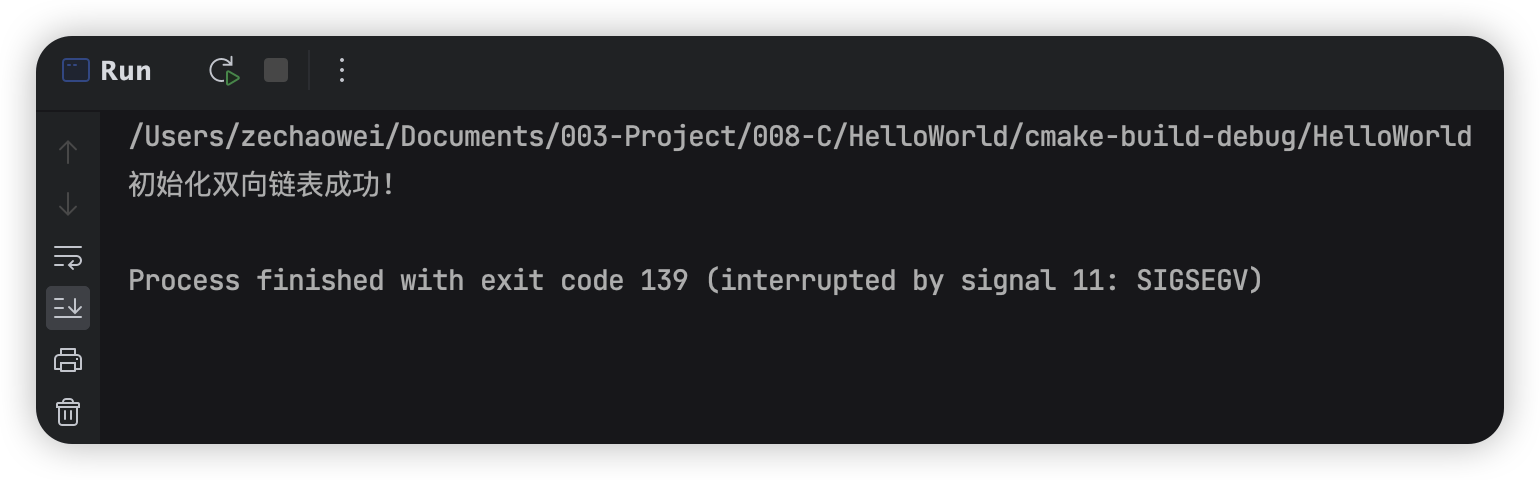 Run
/Users/zechaowei/Documents/003-Project/008-C/HelloWorld/cmake-build-debug/HelloWorld
初始化双向链表成功!
Process finished with exit code 139 (interrupted by signal 11: SIGSEGV)